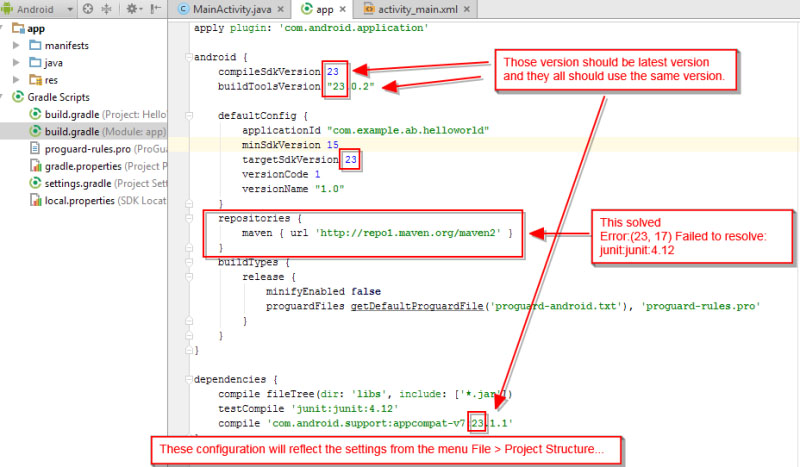 Android
MainActivity.java
app
activity_main.xml
app
manifests
java
res
Gradle Scripts
build.gradle (Project: Hello
build.gradle (Module: app)
proguard-rules.pro (ProGua
gradle.properties (Project P
settings.gradle (Project Sett
local.properties (SDK Locat
apply plugin: 'com.android.application'
android {
compileSdkVersion 23
buildToolsVersion "23.0.2"
defaultConfig {
applicationId "com.example.ab.helloworld"
minSdkVersion 15
targetSdkVersion 23
versionCode 1
versionName "1.0"
}
repositories {
maven { url 'http://repo1.maven.org/maven2' }
}
buildTypes {
release {
minifyEnabled false
proguardFiles getDefaultProguardFile('proguard-android.txt'), 'proguard-rules.pro'
}
}
}
dependencies {
compile fileTree(dir: 'libs', include: ['*.jar'])
testCompile 'junit:junit:4.12'
compile 'com.android.support:appcompat-v7:23.1.1'
Those version should be latest version
and they all should use the same version.
This solved
Error:(23, 17) Failed to resolve:
junit:junit:4.12
These configuration will reflect the settings from the menu File > Project Structure...